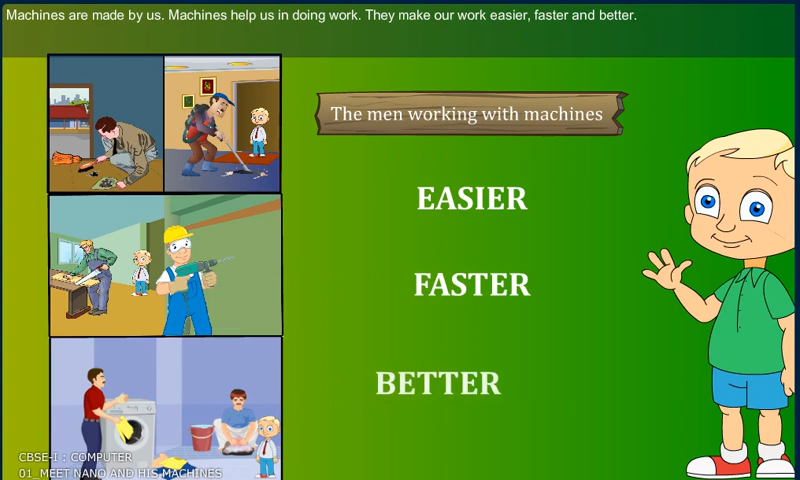 Machines are made by us. Machines help us in doing work. They make our work easier, faster and better.
The men working with machines
EASIER
FASTER
BETTER
CBSE-I : COMPUTER
01_MEET NANO AND HIS MACHINES